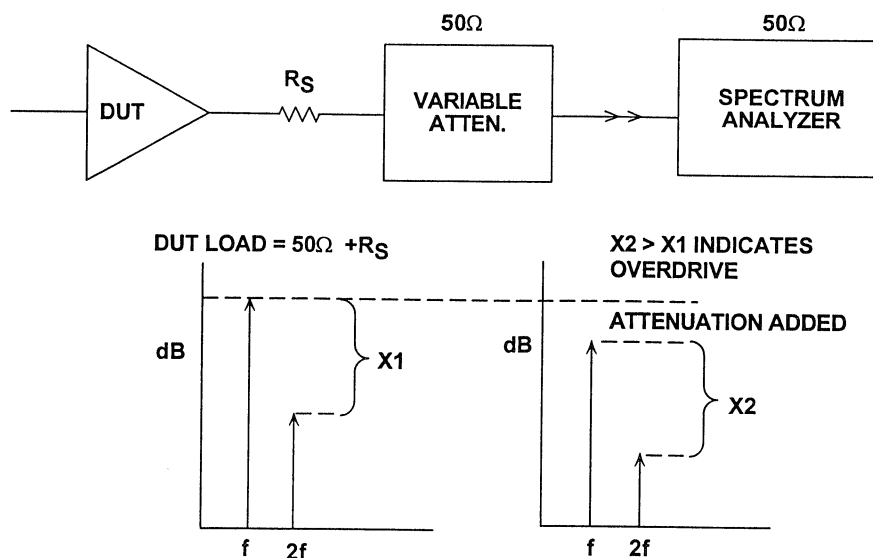 50Ω
50Ω
DUT
RS
VARIABLE
ATTEN.
SPECTRUM
ANALYZER
DUT LOAD = 50Ω +RS
X2 > X1 INDICATES
OVERDRIVE
ATTENUATION ADDED
dB
X1
dB
X2
f
2f
f
2f